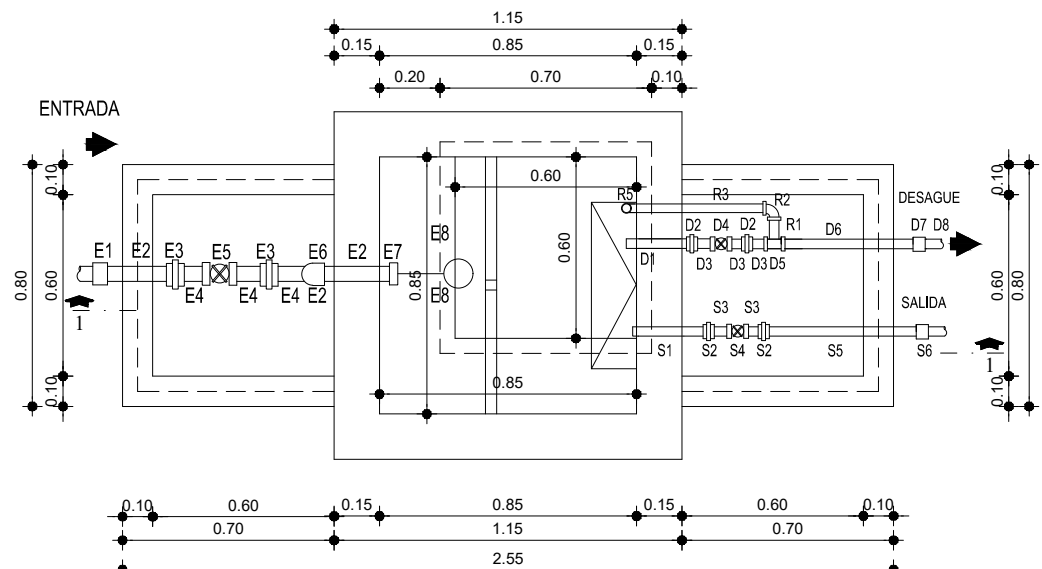 1.15
0.15 0.85 0.15
0.20 0.70 0.10
ENTRADA
0.10
0.10
0.60
R5 R3 R2
DESAGUE
E8
D2 D4 D2 R1 D6 D7 D8
E1 E2 E3 E5 E3 E6 E2 E7
D1 D3 D3 D3 D5
0.80
0.60
0.85
0.60
0.60
0.80
E4 E4 E4 E2
E8
SALIDA
1
S3 S3
S1 S2 S4 S2 S5 S6
1
0.85
0.10
0.10
0.10 0.60 0.15 0.85 0.15 0.60 0.10
0.70 1.15 0.70
2.55